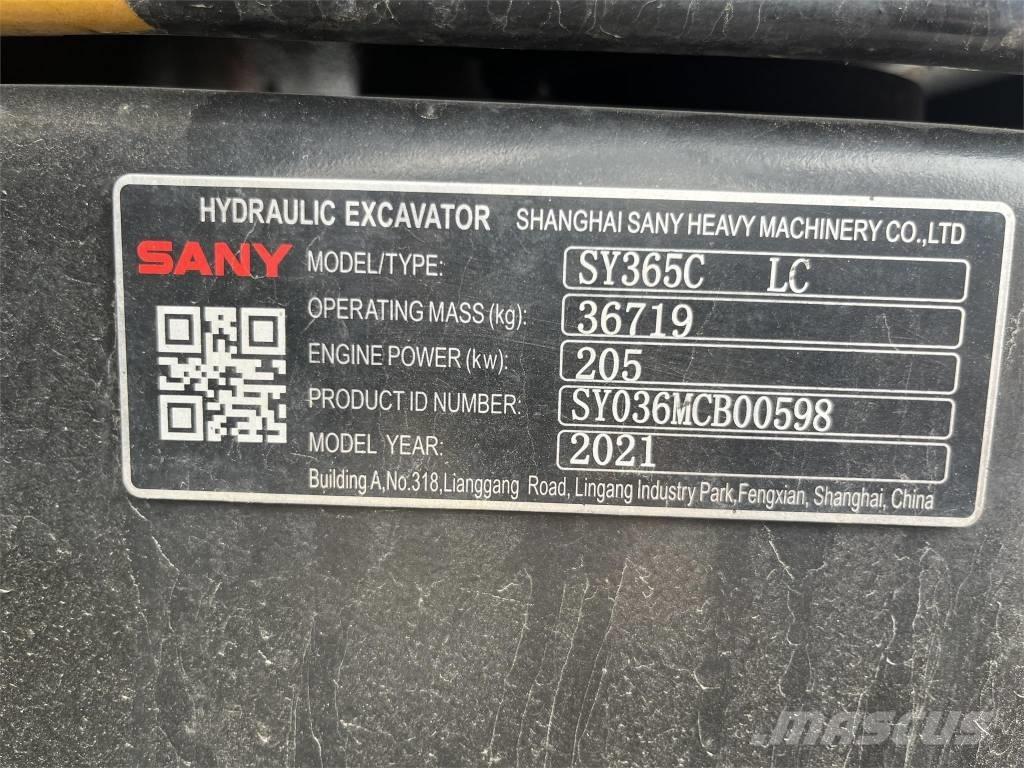 HYDRAULIC EXCAVATOR SHANGHAI SANY HEAVY MACHINERY CO.,LTD
SANY
MODEL/TYPE: SY365C LC
OPERATING MASS (kg): 36719
ENGINE POWER (kw): 205
PRODUCT ID NUMBER: SY036MCB00598
MODEL YEAR: 2021
Building A,No.318,Lianggang Road, Lingang Industry Park,Fengxian, Shanghai, China
MASCUS